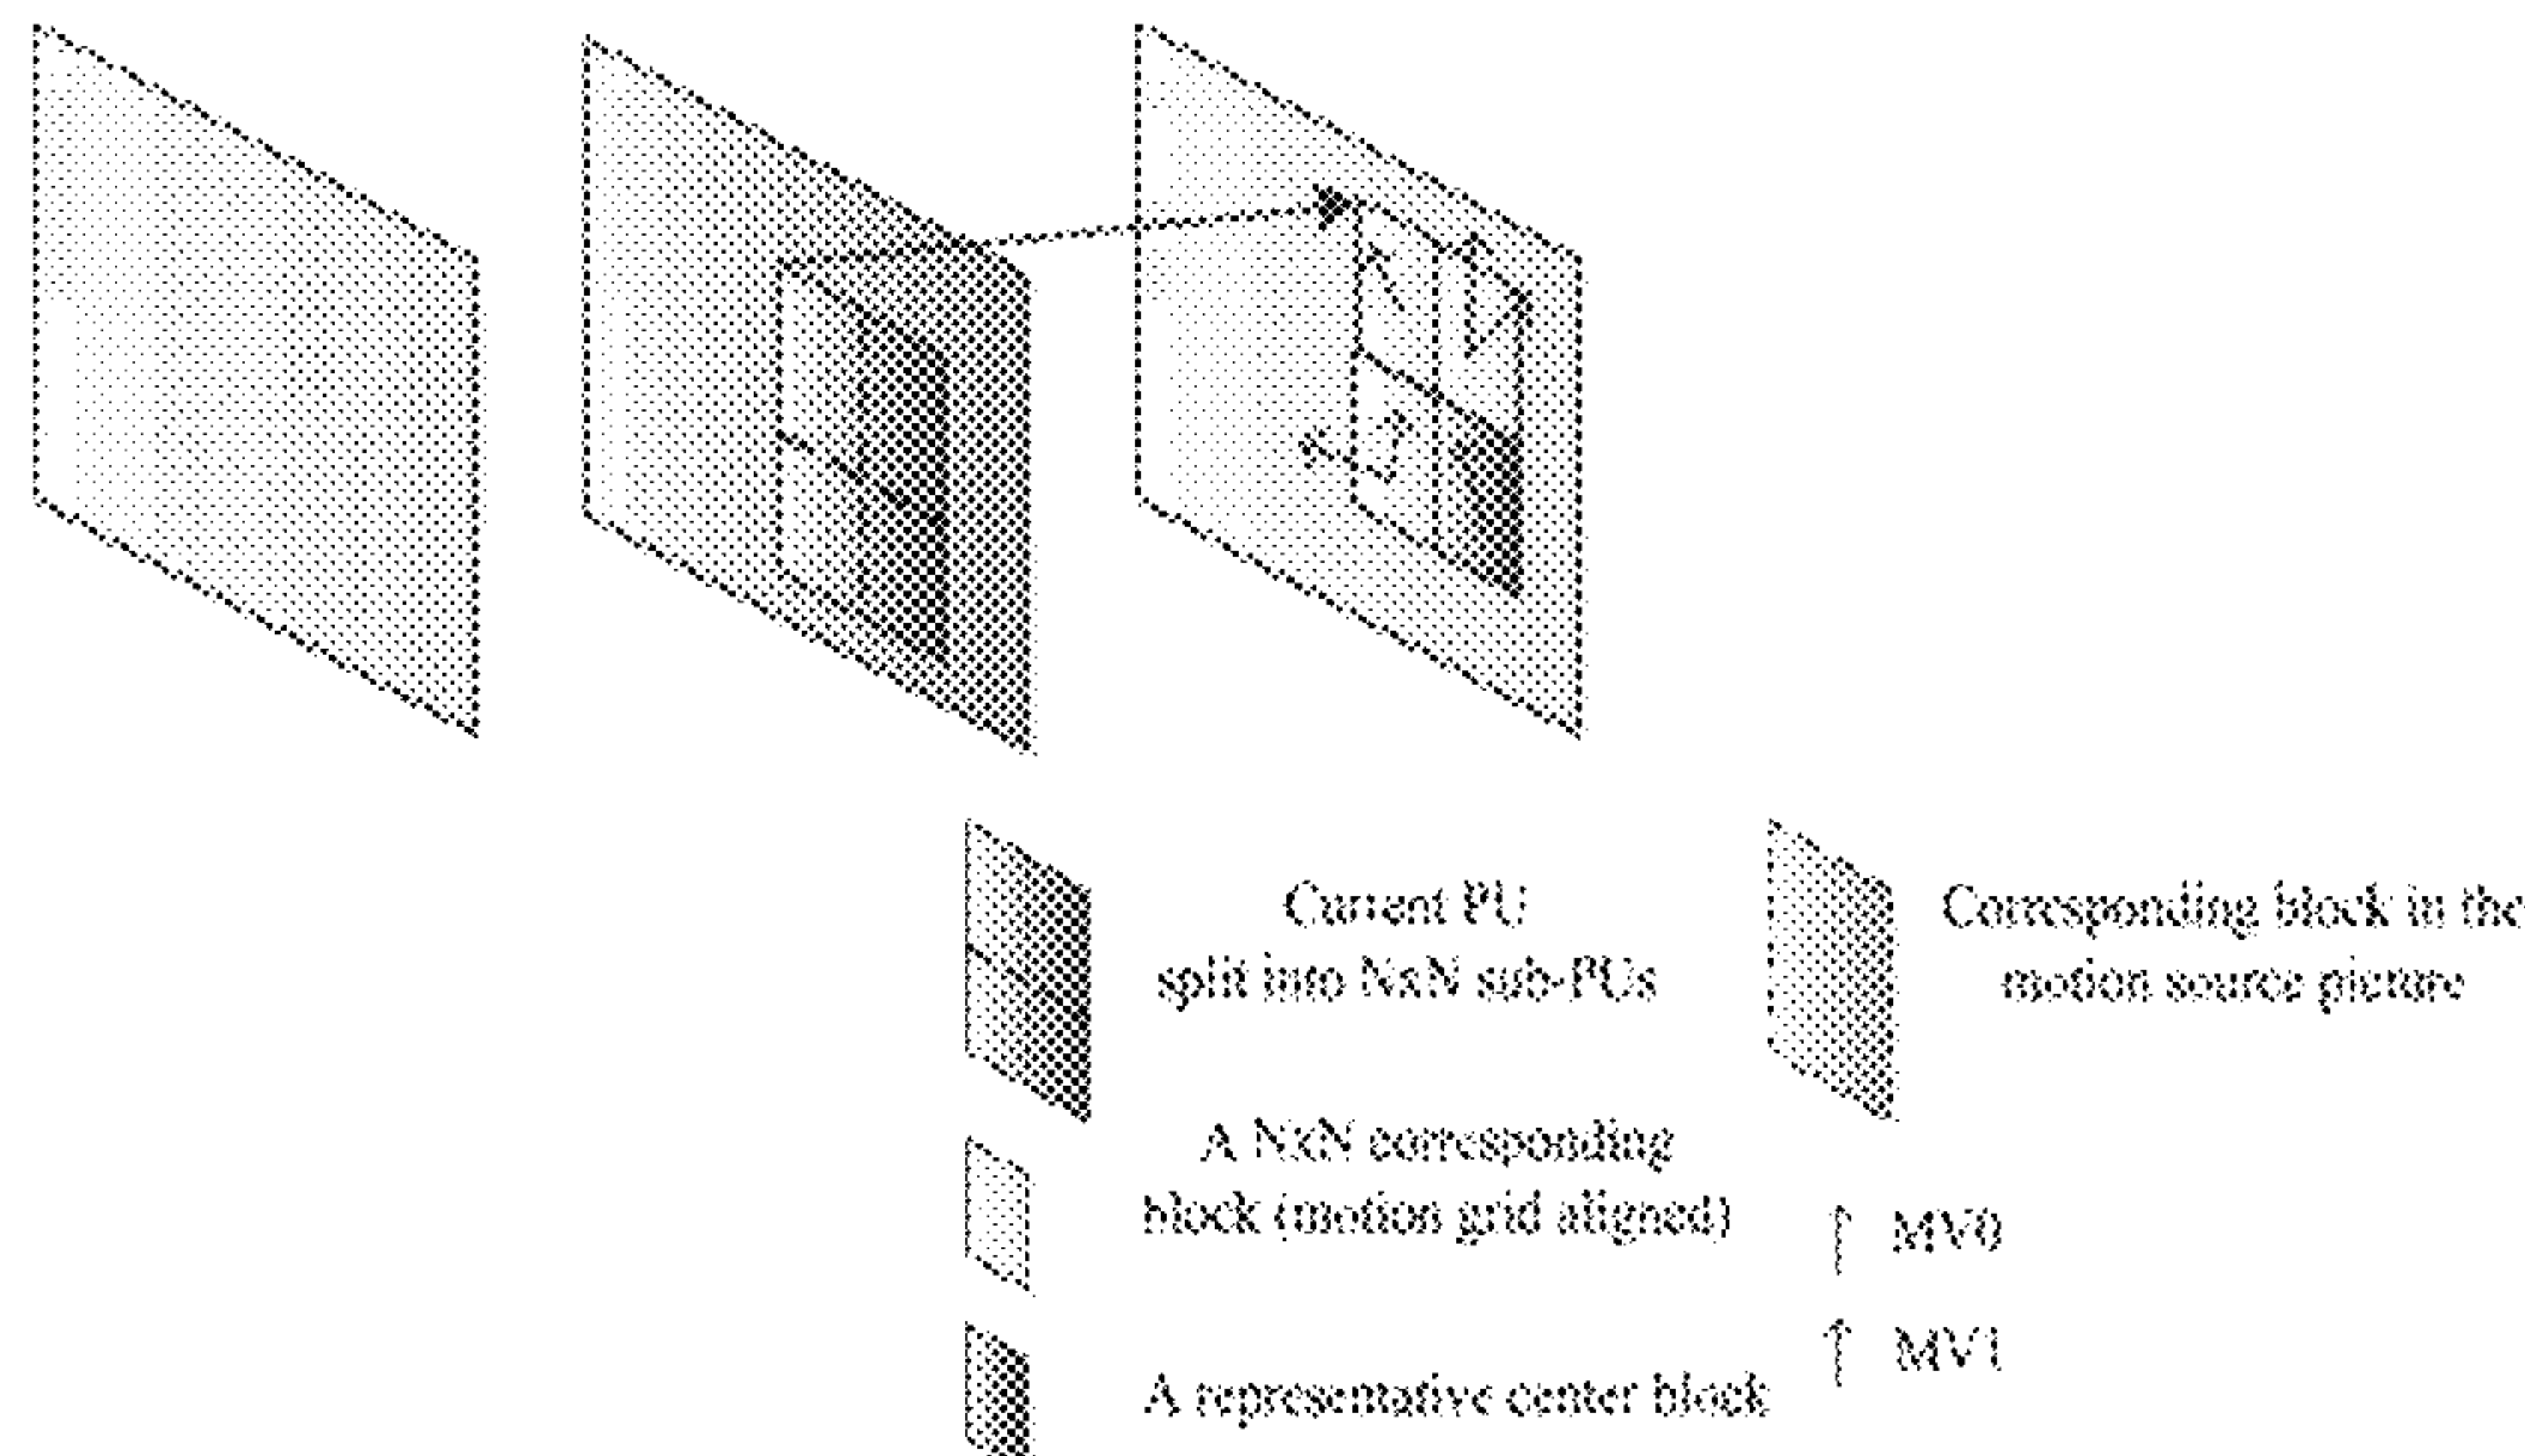 Current PU
split into NxN sub-PUs
Corresponding block in the
motion source picture
A NxN corresponding
block (motion grid aligned)
MV0
MV1
A representative center block